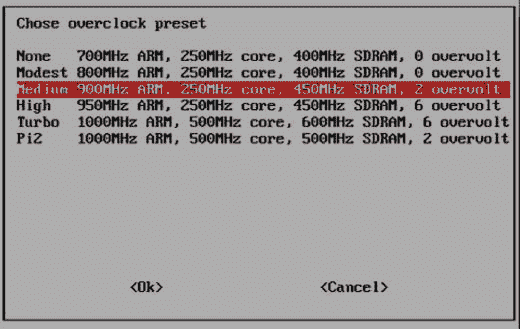 Chose overclock preset
None 700MHz ARM, 250MHz core, 400MHz SDRAM, 0 overvolt
Modest 800MHz ARM, 250MHz core, 400MHz SDRAM, 0 overvolt
Medium 900MHz ARM, 250MHz core, 450MHz SDRAM, 2 overvolt
High 950MHz ARM, 250MHz core, 450MHz SDRAM, 6 overvolt
Turbo 1000MHz ARM, 500MHz core, 600MHz SDRAM, 6 overvolt
Pi2 1000MHz ARM, 500MHz core, 500MHz SDRAM, 2 overvolt
<Ok> <Cancel>